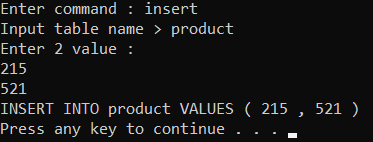 Enter command : insert
Input table name > product
Enter 2 value :
215
521
INSERT INTO product VALUES ( 215 , 521 )
Press any key to continue . . .